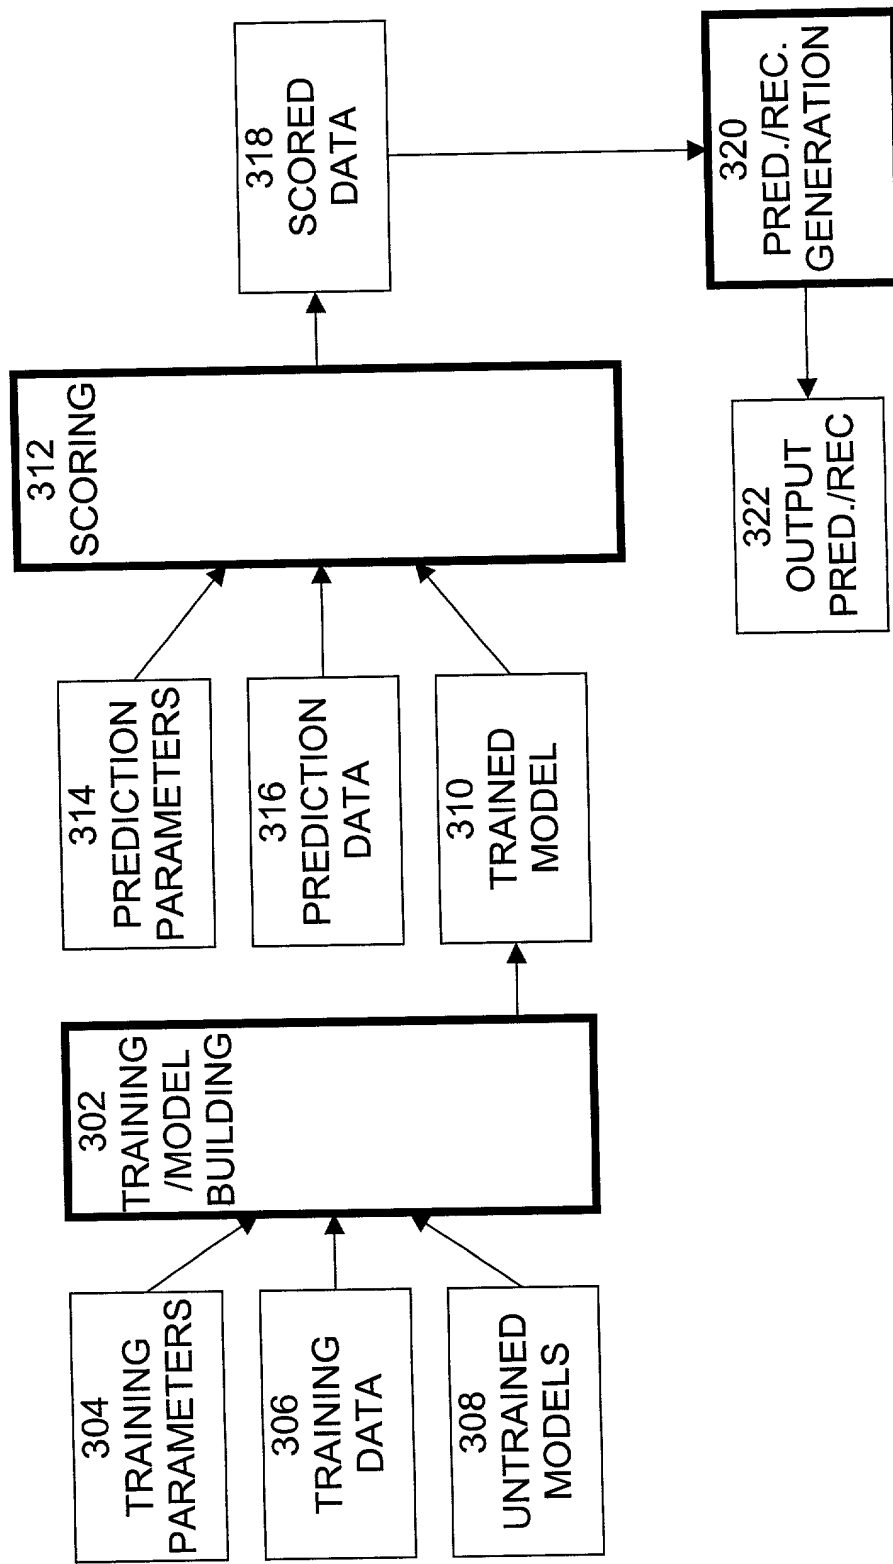 304
TRAINING
PARAMETERS
306
TRAINING
DATA
308
UNTRAINED
MODELS
302
TRAINING
/MODEL
BUILDING
314
PREDICTION
PARAMETERS
316
PREDICTION
DATA
310
TRAINED
MODEL
312
SCORING
318
SCORED
DATA
320
PRED./REC.
GENERATION
322
OUTPUT
PRED./REC